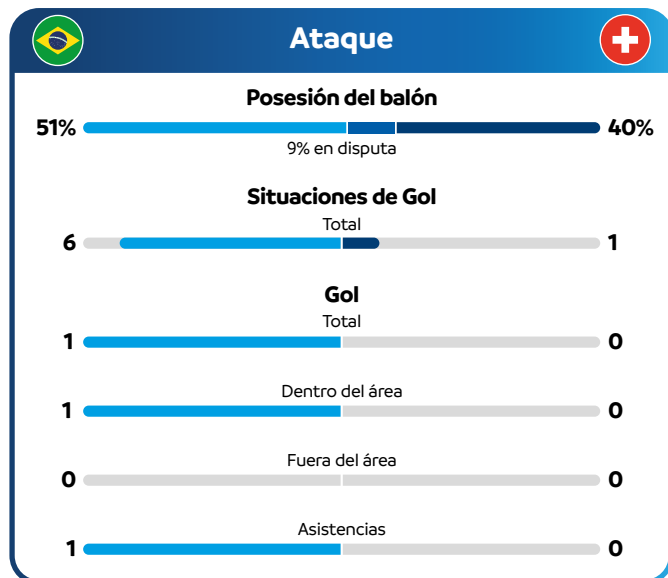 Ataque
Posesión del balón
51% 40%
9% en disputa
Situaciones de Gol
Total
6 1
Gol
Total
1 0
Dentro del área
1 0
Fuera del área
0 0
Asistencias
1 0